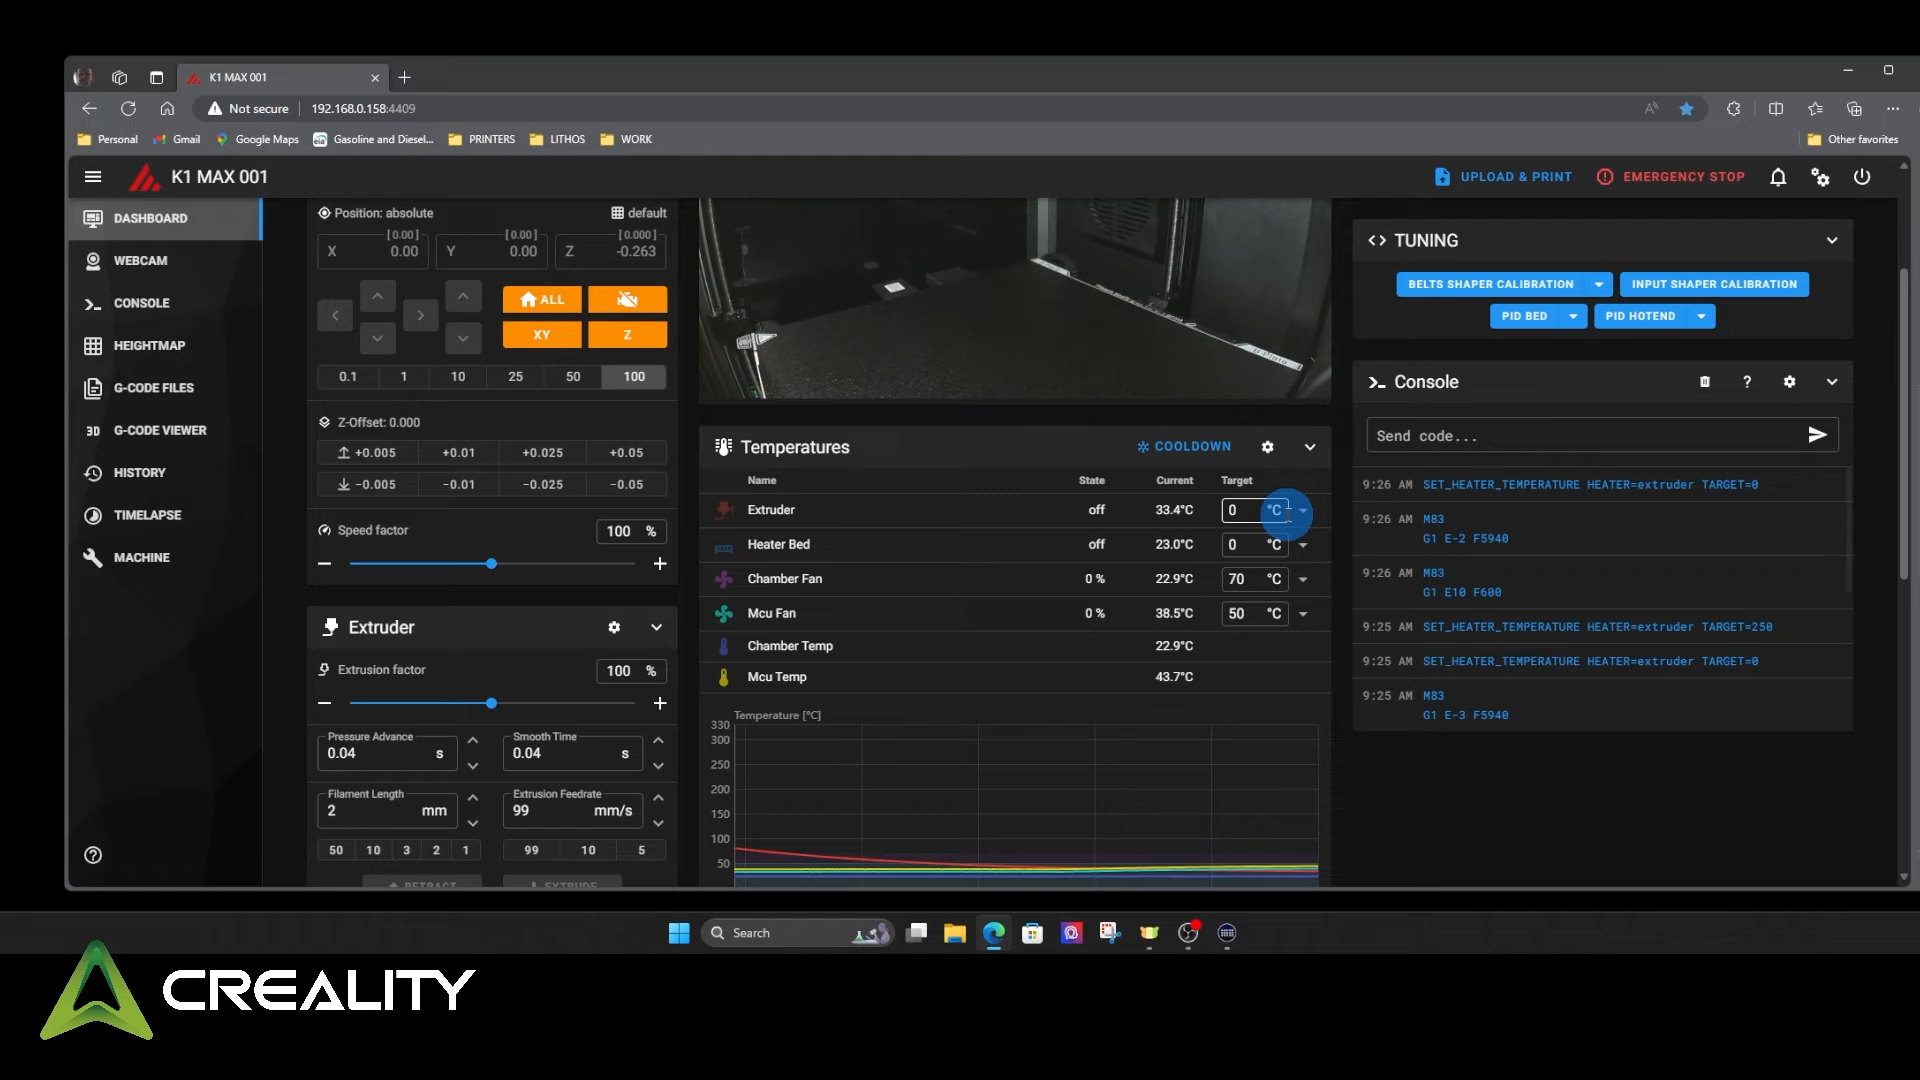 K1 MAX 001
Not secure
192.168.0.158:4409
Personal
Gmail
Google Maps
Gasoline and Diesel...
PRINTERS
LITHOS
WORK
Other favorites
K1 MAX 001
UPLOAD & PRINT
EMERGENCY STOP
DASHBOARD
WEBCAM
CONSOLE
HEIGHTMAP
G-CODE FILES
3D G-CODE VIEWER
HISTORY
TIMELAPSE
MACHINE
Position: absolute
default
[ 0.00 ]
X 0.00
[ 0.00 ]
Y 0.00
[ 0.000 ]
Z -0.263
ALL
XY
Z
0.1 1 10 25 50 100
Z-Offset: 0.000
+0.005 +0.01 +0.025 +0.05
−0.005 −0.01 −0.025 −0.05
Speed factor
100 %
Extruder
Extrusion factor
100 %
Pressure Advance
0.04 s
Smooth Time
0.04 s
Filament Length
2 mm
Extrusion Feedrate
99 mm/s
50 10 3 2 1
99 10 5
RETRACT
EXTRUDE
Temperatures
COOLDOWN
Name State Current Target
Extruder off 33.4°C 0 °C
Heater Bed off 23.0°C 0 °C
Chamber Fan 0 % 22.9°C 70 °C
Mcu Fan 0 % 38.5°C 50 °C
Chamber Temp 22.9°C
Mcu Temp 43.7°C
Temperature [°C]
330
300
250
200
150
100
50
TUNING
BELTS SHAPER CALIBRATION
INPUT SHAPER CALIBRATION
PID BED
PID HOTEND
Console
Send code...
9:26 AM SET_HEATER_TEMPERATURE HEATER=extruder TARGET=0
9:26 AM M83
G1 E-2 F5940
9:26 AM M83
G1 E10 F600
9:25 AM SET_HEATER_TEMPERATURE HEATER=extruder TARGET=250
9:25 AM SET_HEATER_TEMPERATURE HEATER=extruder TARGET=0
9:25 AM M83
G1 E-3 F5940
Search
CREALITY